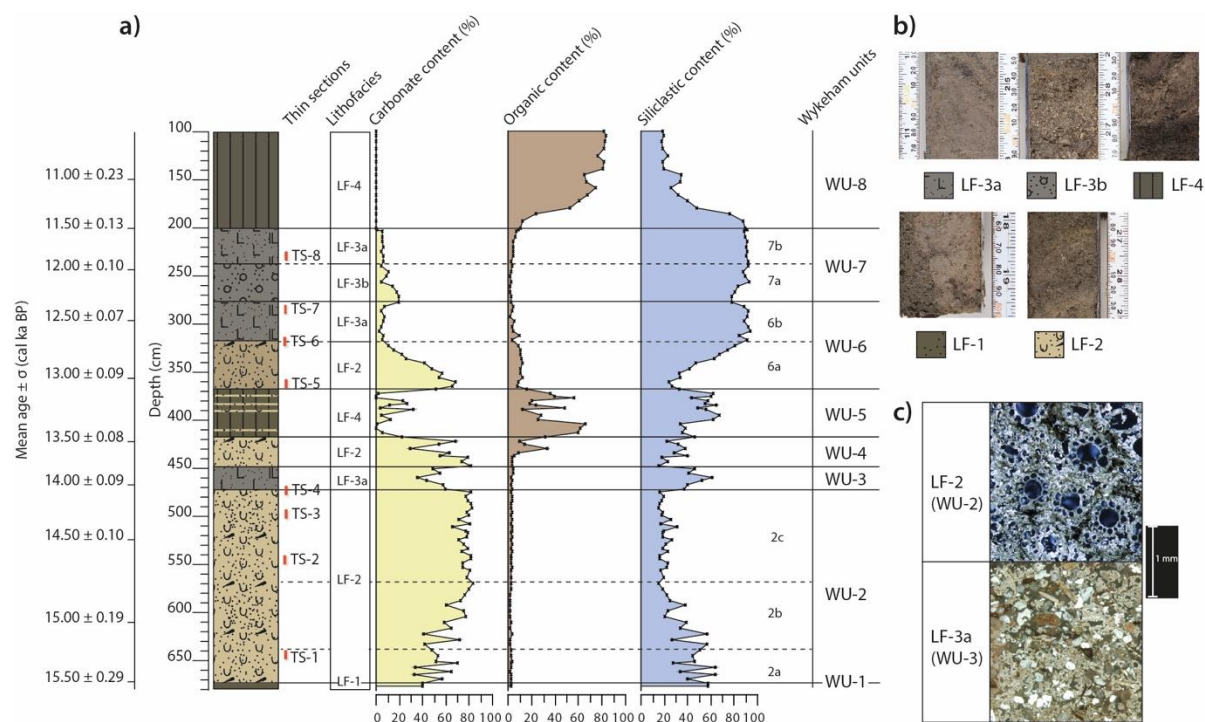 a)
Mean age ± σ (cal ka BP)
11.00 ± 0.23
11.50 ± 0.13
12.00 ± 0.10
12.50 ± 0.07
13.00 ± 0.09
13.50 ± 0.08
14.00 ± 0.09
14.50 ± 0.10
15.00 ± 0.19
15.50 ± 0.29
Depth (cm)
100
150
200
250
300
350
400
450
500
550
600
650
Thin sections
TS-8
TS-7
TS-6
TS-5
TS-4
TS-3
TS-2
TS-1
Lithofacies
LF-4
LF-3a
LF-3b
LF-3a
LF-2
LF-4
LF-2
LF-3a
LF-2
LF-1
Carbonate content (%)
0 20 40 60 80 100
Organic content (%)
0 20 40 60 80 100
Siliclastic content (%)
0 20 40 60 80 100
7b
7a
6b
6a
2c
2b
2a
Wykeham units
WU-8
WU-7
WU-6
WU-5
WU-4
WU-3
WU-2
WU-1
b)
LF-3a
LF-3b
LF-4
LF-1
LF-2
c)
LF-2
(WU-2)
LF-3a
(WU-3)
1 mm